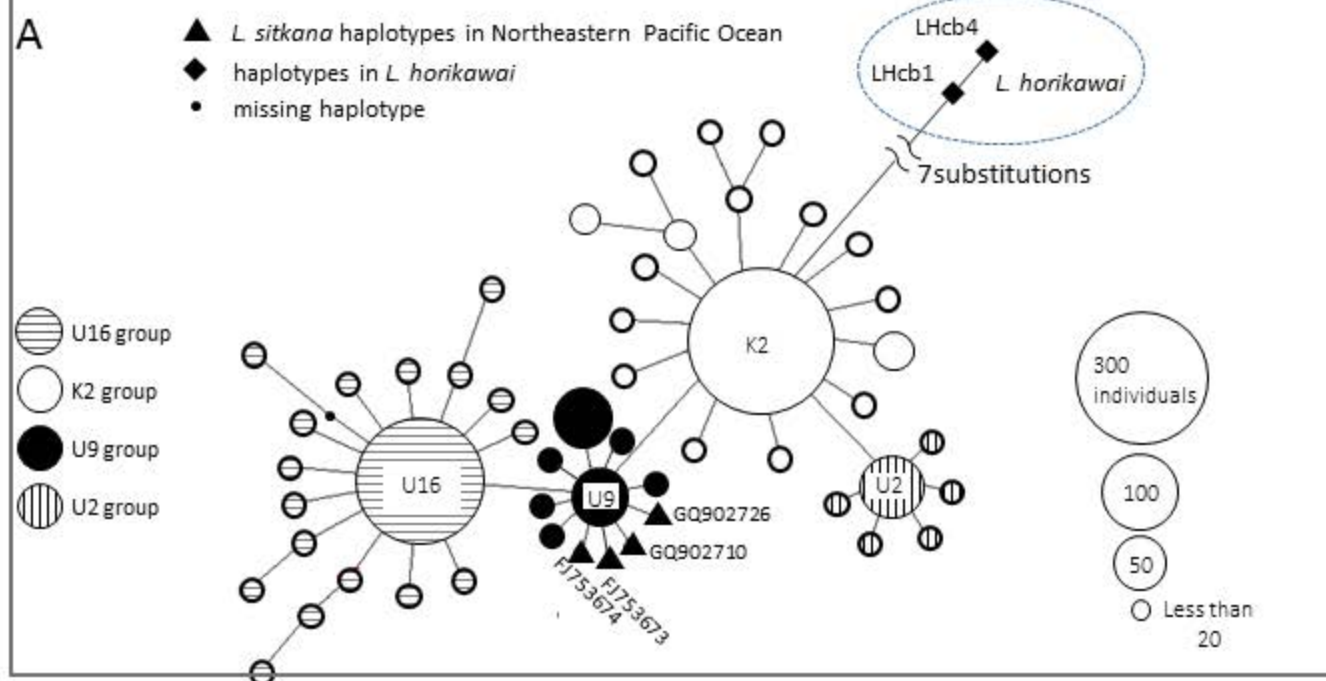 A
L. sitkana haplotypes in Northeastern Pacific Ocean
haplotypes in L. horikawai
missing haplotype
LHcb4
LHcb1
L. horikawai
7substitutions
U16 group
K2 group
U9 group
U2 group
K2
U16
U9
U2
GQ902726
GQ902710
FJ753673
FJ753674
300
individuals
100
50
Less than
20